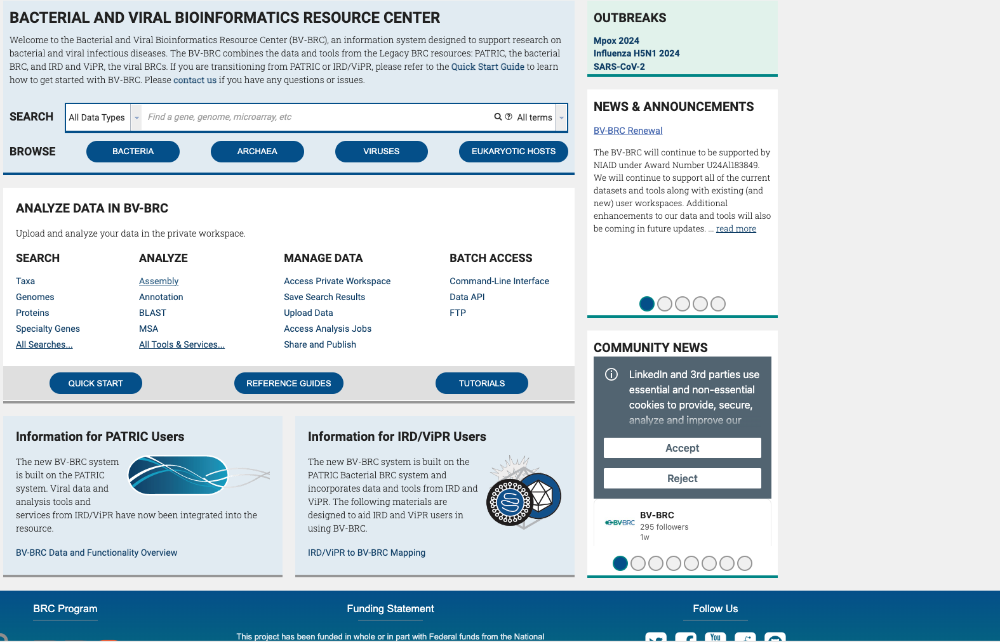 BACTERIAL AND VIRAL BIOINFORMATICS RESOURCE CENTER
Welcome to the Bacterial and Viral Bioinformatics Resource Center (BV-BRC), an information system designed to support research on
bacterial and viral infectious diseases. The BV-BRC combines the data and tools from the Legacy BRC resources: PATRIC, the bacterial
BRC, and IRD and ViPR, the viral BRCs. If you are transitioning from PATRIC or IRD/ViPR, please refer to the Quick Start Guide to learn
how to get started with BV-BRC. Please contact us if you have any questions or issues.
SEARCH All Data Types Find a gene, genome, microarray, etc All terms
BROWSE BACTERIA ARCHAEA VIRUSES EUKARYOTIC HOSTS
ANALYZE DATA IN BV-BRC
Upload and analyze your data in the private workspace.
SEARCH
Taxa
Genomes
Proteins
Specialty Genes
All Searches...
ANALYZE
Assembly
Annotation
BLAST
MSA
All Tools & Services...
MANAGE DATA
Access Private Workspace
Save Search Results
Upload Data
Access Analysis Jobs
Share and Publish
BATCH ACCESS
Command-Line Interface
Data API
FTP
QUICK START REFERENCE GUIDES TUTORIALS
Information for PATRIC Users
The new BV-BRC system
is built on the PATRIC
system. Viral data and
analysis tools and
services from IRD/ViPR have now been integrated into the
resource.
BV-BRC Data and Functionality Overview
Information for IRD/ViPR Users
The new BV-BRC system is built on the
PATRIC Bacterial BRC system and
incorporates data and tools from IRD and
ViPR. The following materials are
designed to aid IRD and ViPR users in
using BV-BRC.
IRD/ViPR to BV-BRC Mapping
OUTBREAKS
Mpox 2024
Influenza H5N1 2024
SARS-CoV-2
NEWS & ANNOUNCEMENTS
BV-BRC Renewal
The BV-BRC will continue to be supported by
NIAID under Award Number U24AI183849.
We will continue to support all of the current
datasets and tools along with existing (and
new) user workspaces. Additional
enhancements to our data and tools will also
be coming in future updates. ... read more
COMMUNITY NEWS
LinkedIn and 3rd parties use
essential and non-essential
cookies to provide, secure,
analyze and improve our
Accept
Reject
BV-BRC
BV-BRC
295 followers
1w
BRC Program
Funding Statement
This project has been funded in whole or in part with Federal funds from the National
Follow Us
You